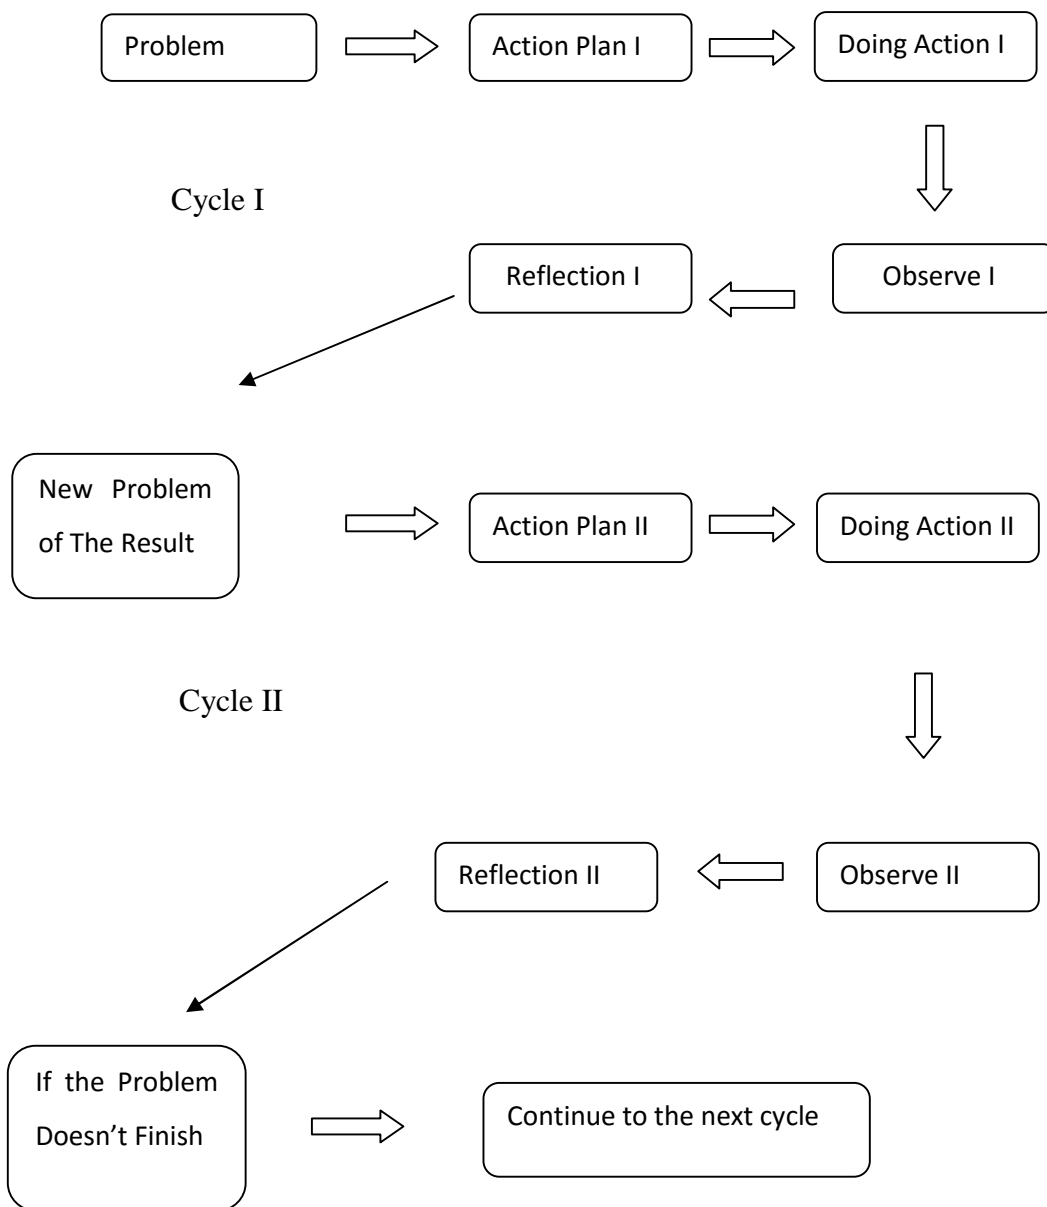 Problem
Action Plan I
Doing Action I
Cycle I
Reflection I
Observe I
New Problem
of The Result
Action Plan II
Doing Action II
Cycle II
Reflection II
Observe II
If the Problem
Doesn’t Finish
Continue to the next cycle